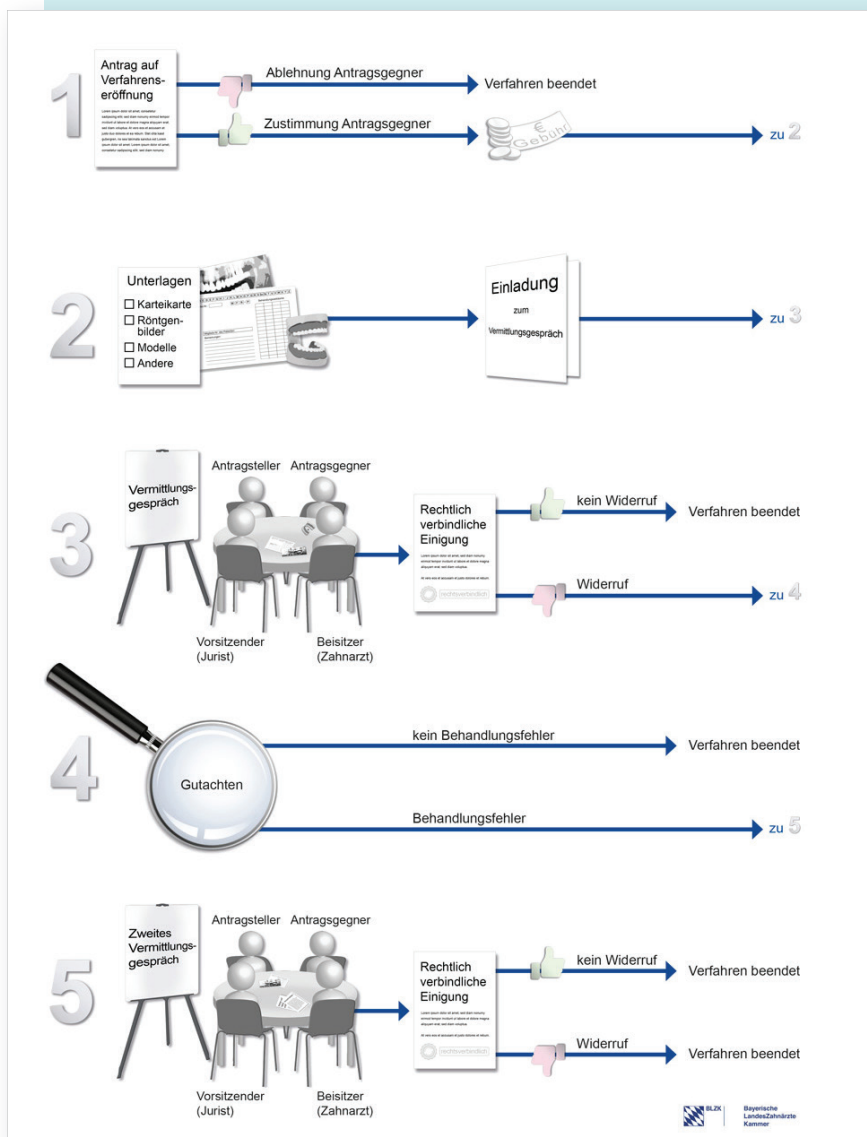 1
Antrag auf
Verfahrens-
eröffnung
Ablehnung Antragsgegner
Verfahren beendet
Zustimmung Antragsgegner
€
Gebühr
zu 2
2
Unterlagen
Karteikarte
Röntgen-
bilder
Modelle
Andere
Einladung
zum
Vermittlungsgespräch
zu 3
3
Vermittlungs-
gespräch
Antragsteller
Antragsgegner
Vorsitzender
(Jurist)
Beisitzer
(Zahnarzt)
Rechtlich
verbindliche
Einigung
rechtsverbindlich
kein Widerruf
Verfahren beendet
Widerruf
zu 4
4
Gutachten
kein Behandlungsfehler
Verfahren beendet
Behandlungsfehler
zu 5
5
Zweites
Vermittlungs-
gespräch
Antragsteller
Antragsgegner
Vorsitzender
(Jurist)
Beisitzer
(Zahnarzt)
Rechtlich
verbindliche
Einigung
rechtsverbindlich
kein Widerruf
Verfahren beendet
Widerruf
Verfahren beendet
BLZK
Bayerische
LandesZahnärzte
Kammer